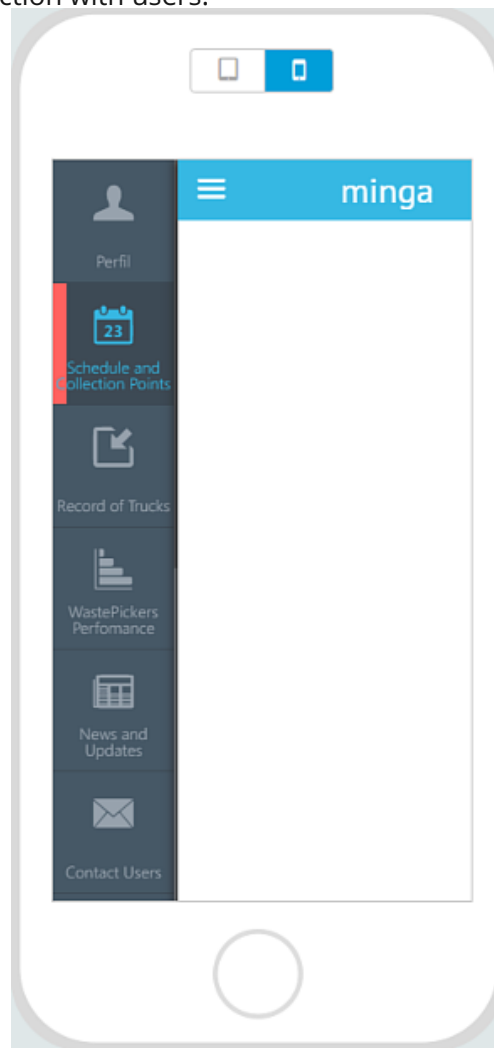 ction with users.
minga
Perfil
23
Schedule and
Collection Points
Record of Trucks
WastePickers
Perfomance
News and
Updates
Contact Users